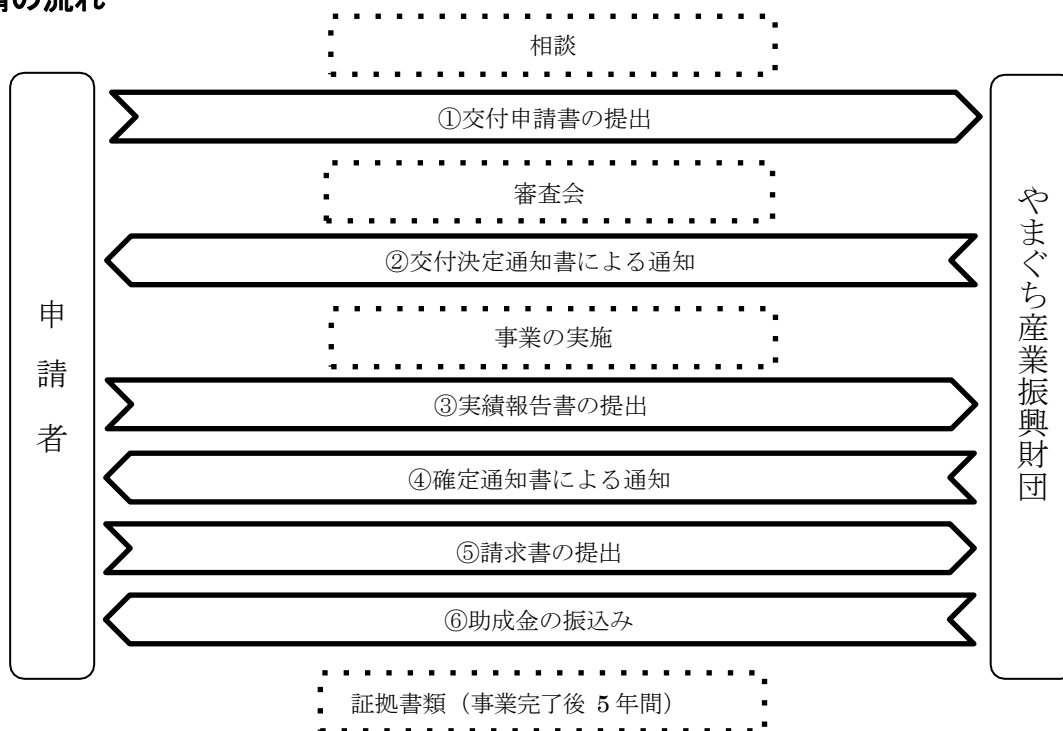 請の流れ
相談
①交付申請書の提出
審査会
②交付決定通知書による通知
事業の実施
③実績報告書の提出
④確定通知書による通知
⑤請求書の提出
⑥助成金の振込み
証拠書類（事業完了後 5年間）
申請者
やまぐち産業振興財団